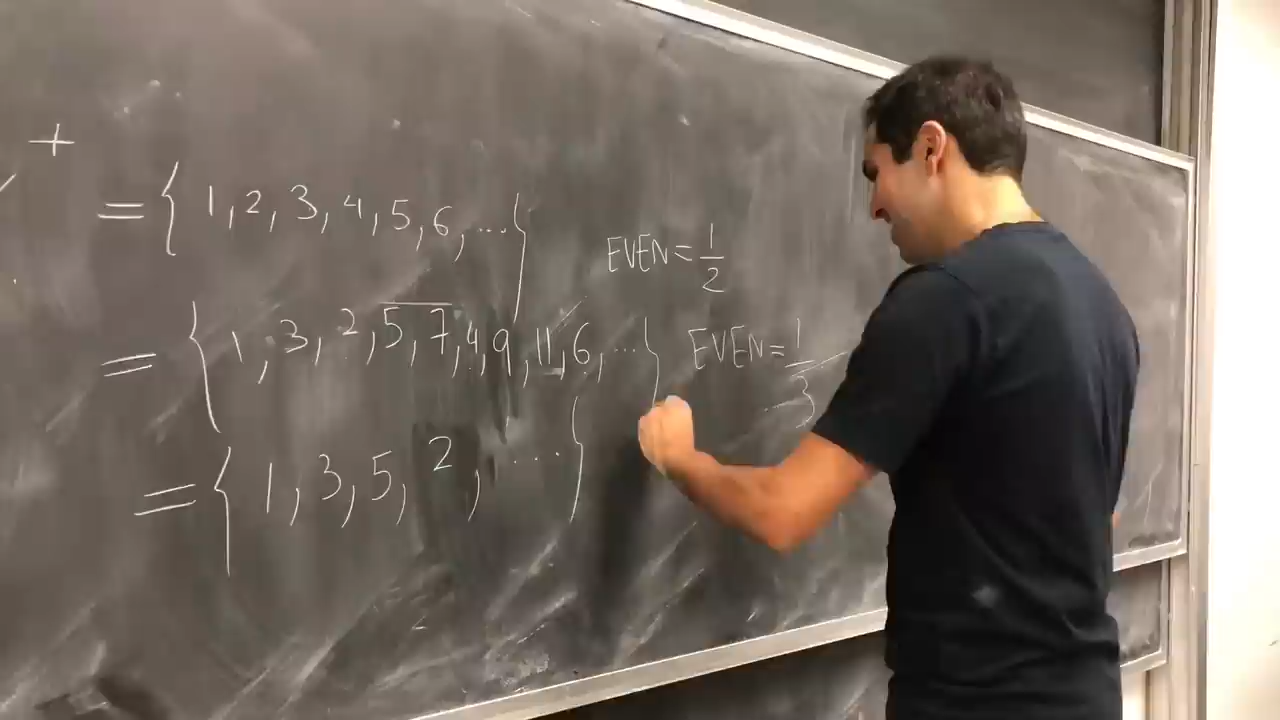 +
= { 1, 2, 3, 4, 5, 6, ... } EVEN = 1/2
= { 1, 3, 2, 5, 7, 4, 9, 11, 6, ... } EVEN = 1/3
= { 1, 3, 5, 2, .... }